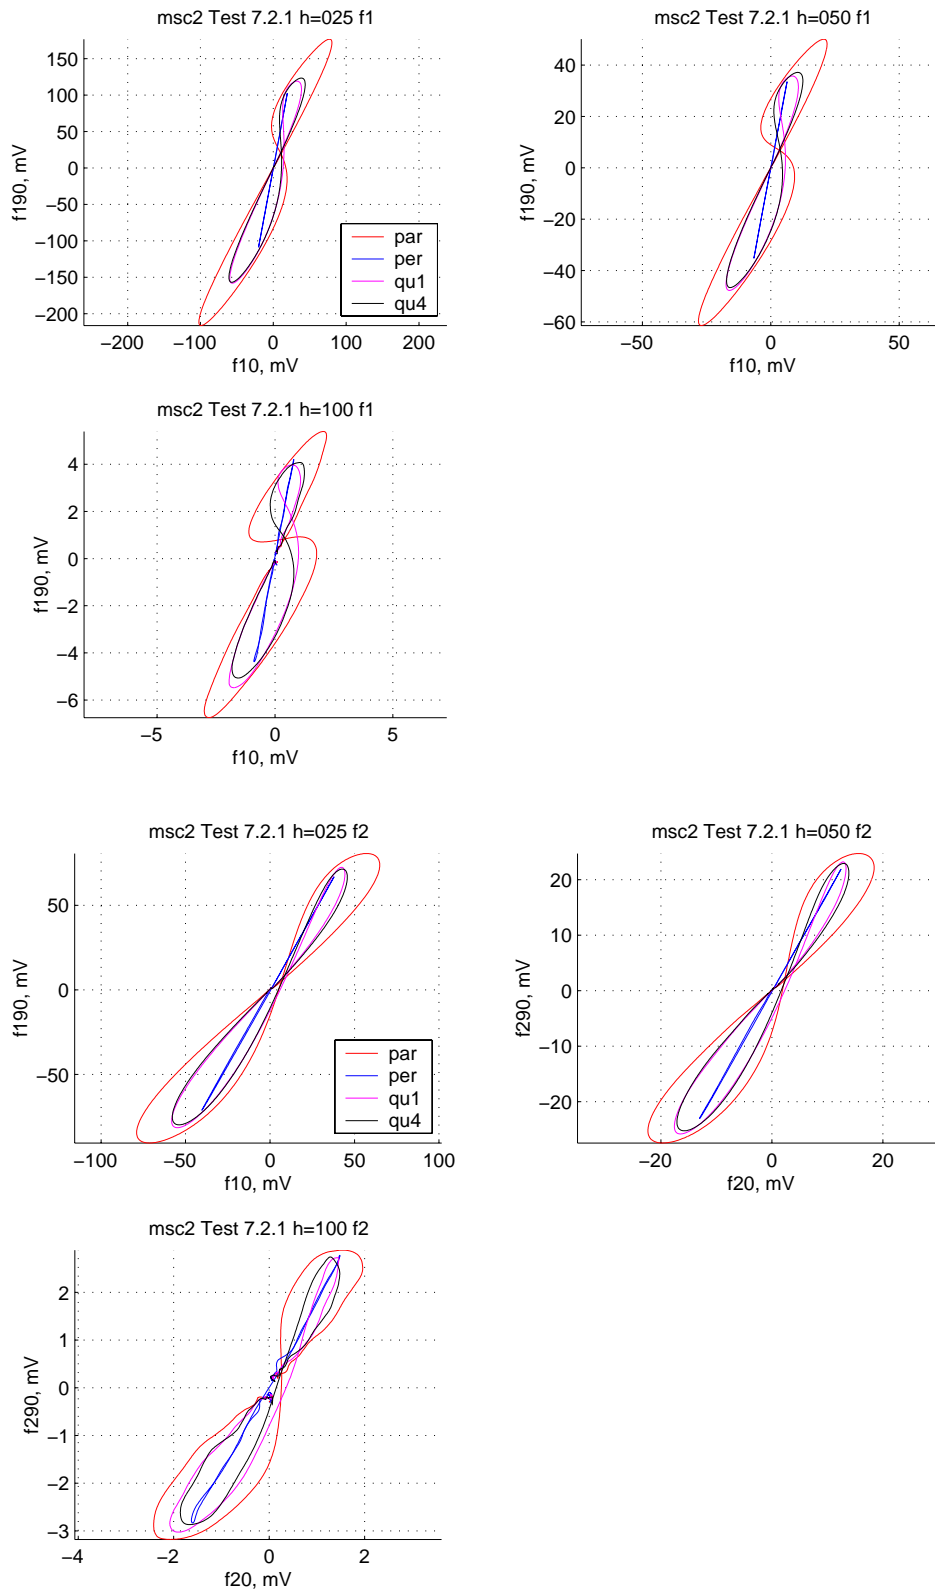 msc2 Test 7.2.1 h=025 f1
150
100
50
0
−50
−100
−150
−200
f190, mV
−200 −100 0 100 200
f10, mV
par
per
qu1
qu4
msc2 Test 7.2.1 h=050 f1
40
20
0
−20
−40
−60
f190, mV
−50 0 50
f10, mV
msc2 Test 7.2.1 h=100 f1
4
2
0
−2
−4
−6
f190, mV
−5 0 5
f10, mV
msc2 Test 7.2.1 h=025 f2
50
0
−50
f190, mV
−100 −50 0 50 100
f10, mV
par
per
qu1
qu4
msc2 Test 7.2.1 h=050 f2
20
10
0
−10
−20
f290, mV
−20 0 20
f20, mV
msc2 Test 7.2.1 h=100 f2
2
1
0
−1
−2
−3
f290, mV
−4 −2 0 2
f20, mV